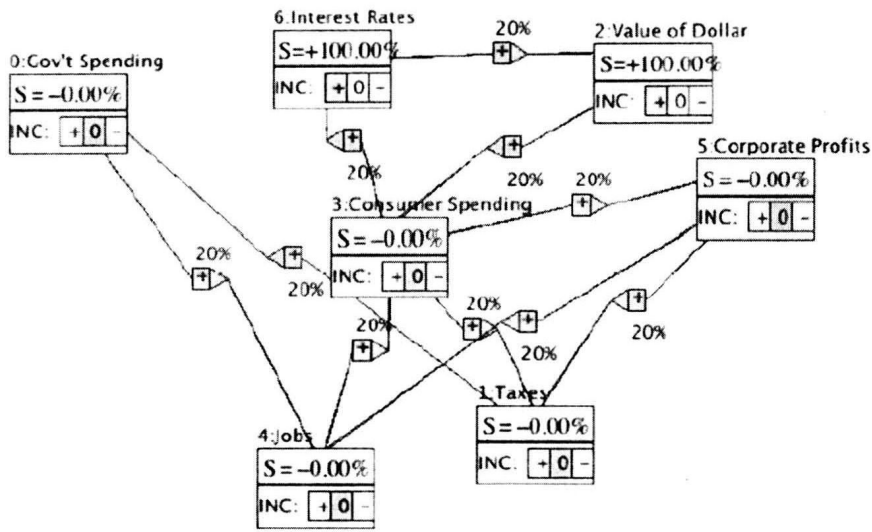 6:Interest Rates
20%
2:Value of Dollar
0:Cov't Spending
S=+100.00%
+
S=+100.00%
S=-0.00%
INC: + 0 -
INC: + 0 -
INC: + 0 -
+
+
5:Corporate Profits
20%
20%
20%
S=-0.00%
3:Consumer Spending
+
INC: + 0 -
S=-0.00%
20%
+
INC: + 0 -
+
20%
20%
+
20%
+
+
20%
+
20%
20%
1:Taxes
S=-0.00%
4:Jobs
INC. + 0 -
S=-0.00%
INC: + 0 -